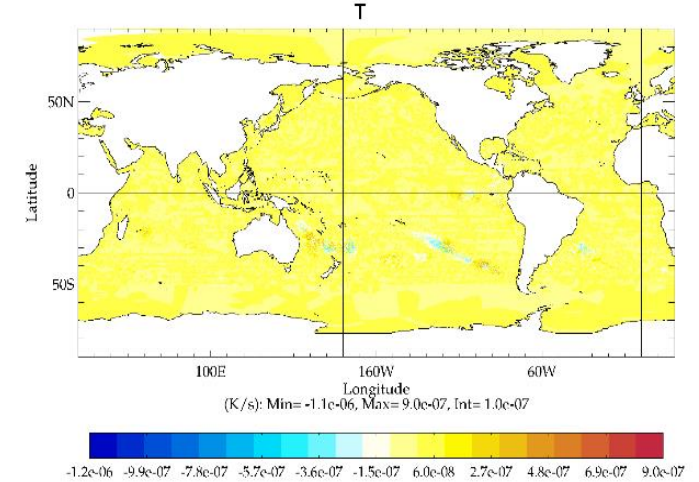 T
50N
0
50S
Latitude
100E 160W 60W
Longitude
(K/s): Min= -1.1e-06, Max= 9.0e-07, Int= 1.0e-07
-1.2e-06 -9.9e-07 -7.8e-07 -5.7e-07 -3.6e-07 -1.5e-07 6.0e-08 2.7e-07 4.8e-07 6.9e-07 9.0e-07